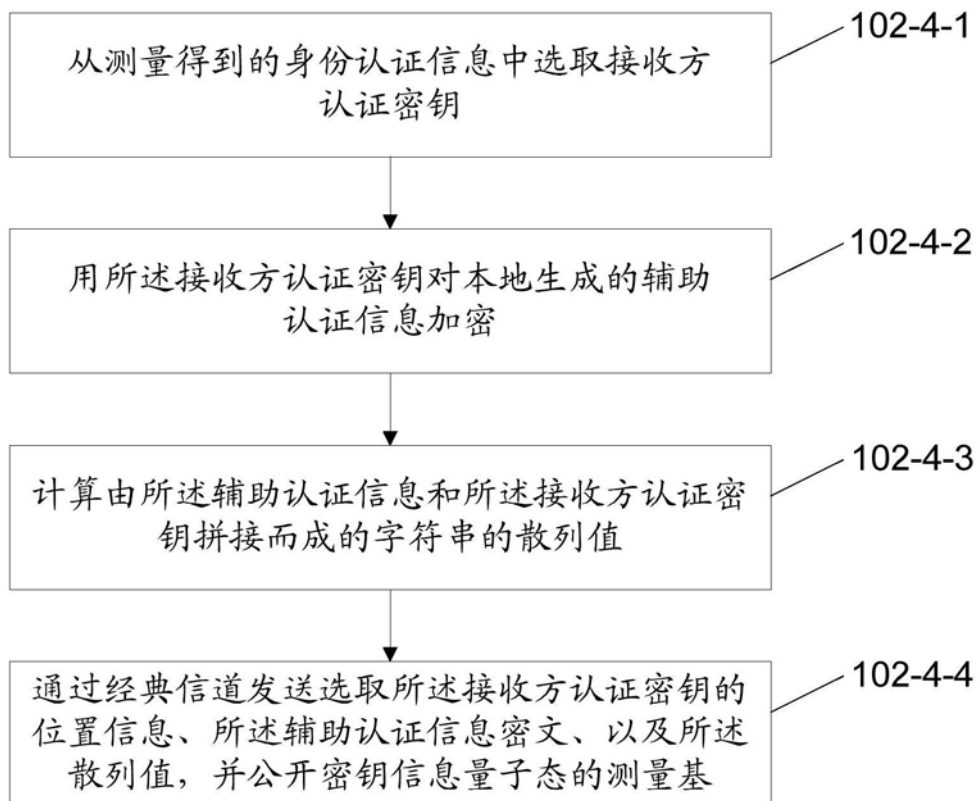 102-4-1
从测量得到的身份认证信息中选取接收方
认证密钥
102-4-2
用所述接收方认证密钥对本地生成的辅助
认证信息加密
102-4-3
计算由所述辅助认证信息和所述接收方认证密
钥拼接而成的字符串的散列值
102-4-4
通过经典信道发送选取所述接收方认证密钥的
位置信息、所述辅助认证信息密文、以及所述
散列值，并公开密钥信息量子态的测量基